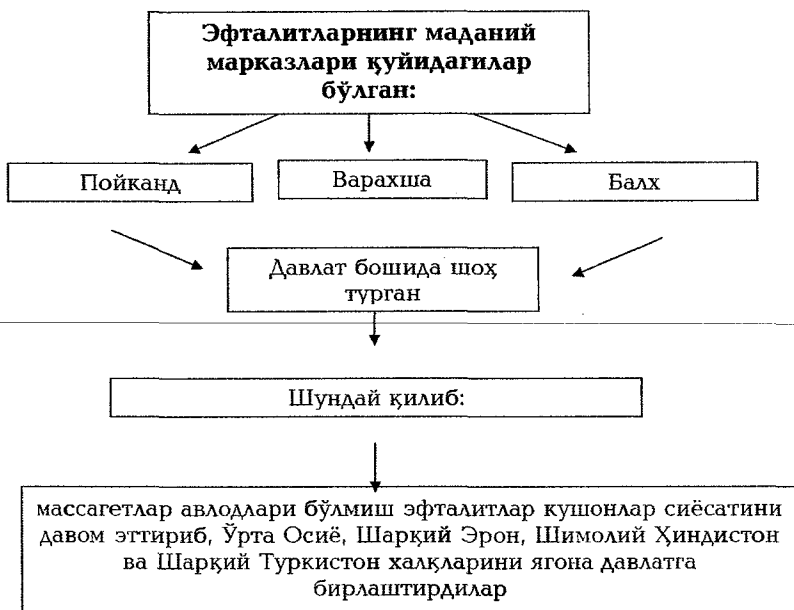 Эфталитларнинг маданий
марказлари қуйидагилар
бўлган:
Пойканд
Варахша
Балх
Давлат бошида шоҳ
турган
Шундай қилиб:
массагетлар авлодлари бўлмиш эфталитлар кушонлар сиёсатини
давом эттириб, Ўрта Осиё, Шарқий Эрон, Шимолий Ҳиндистон
ва Шарқий Туркистон халқларини ягона давлатга
бирлаштирдилар